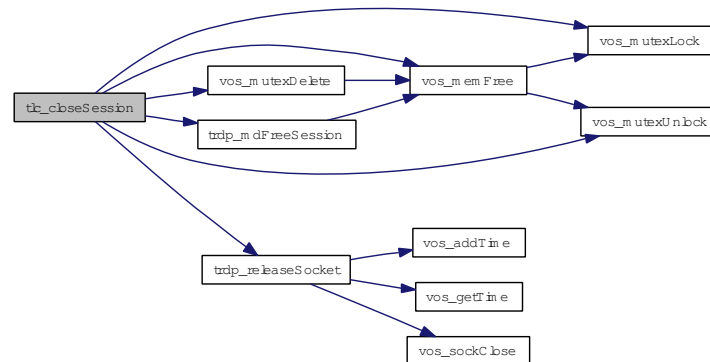 tlc_closeSession
vos_mutexDelete
trdp_mdFreeSession
vos_memFree
vos_mutexLock
vos_mutexUnlock
trdp_releaseSocket
vos_addTime
vos_getTime
vos_sockClose